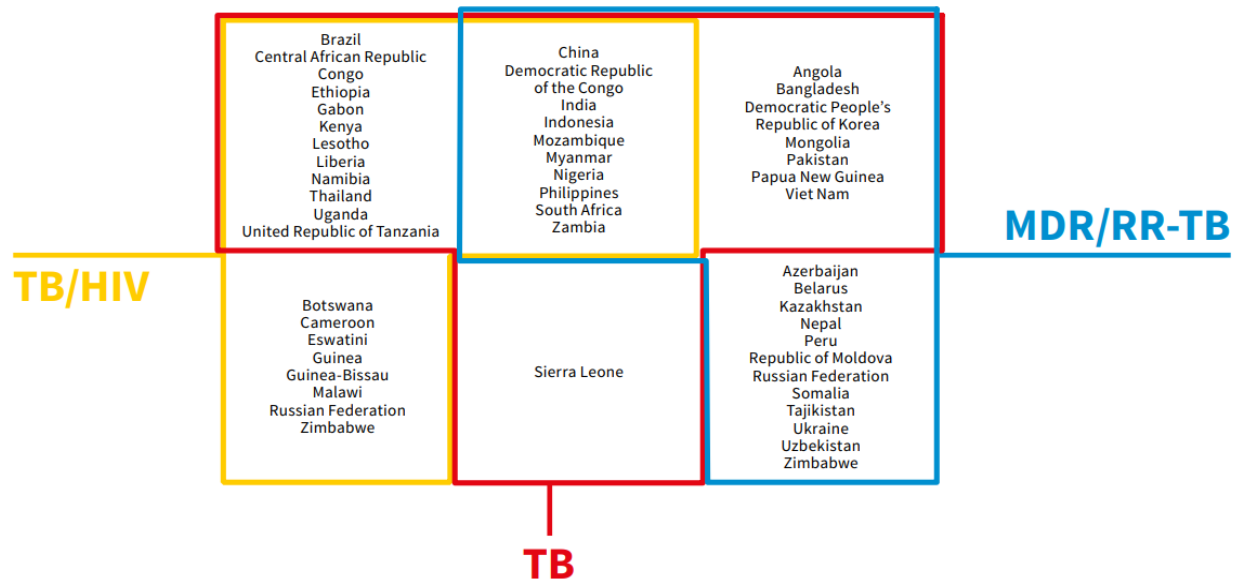 Brazil
Central African Republic
Congo
Ethiopia
Gabon
Kenya
Lesotho
Liberia
Namibia
Thailand
Uganda
United Republic of Tanzania
China
Democratic Republic
of the Congo
India
Indonesia
Mozambique
Myanmar
Nigeria
Philippines
South Africa
Zambia
Angola
Bangladesh
Democratic People's
Republic of Korea
Mongolia
Pakistan
Papua New Guinea
Viet Nam
MDR/RR-TB
TB/HIV
Botswana
Cameroon
Eswatini
Guinea
Guinea-Bissau
Malawi
Russian Federation
Zimbabwe
Sierra Leone
Azerbaijan
Belarus
Kazakhstan
Nepal
Peru
Republic of Moldova
Russian Federation
Somalia
Tajikistan
Ukraine
Uzbekistan
Zimbabwe
TB